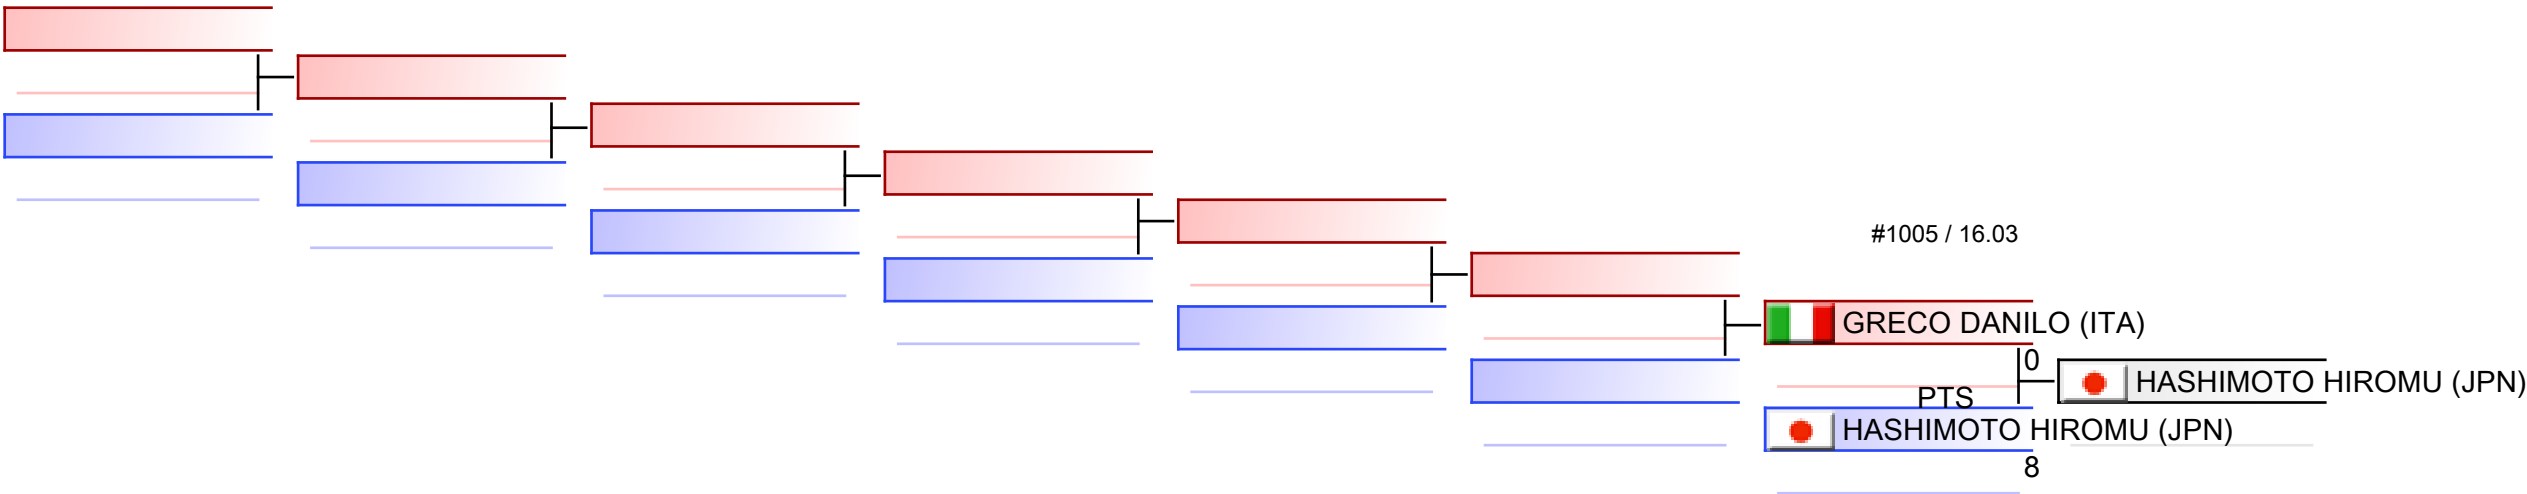 #1005 / 16.03
GRECO DANILO (ITA)
0
HASHIMOTO HIROMU (JPN)
PTS
HASHIMOTO HIROMU (JPN)
8